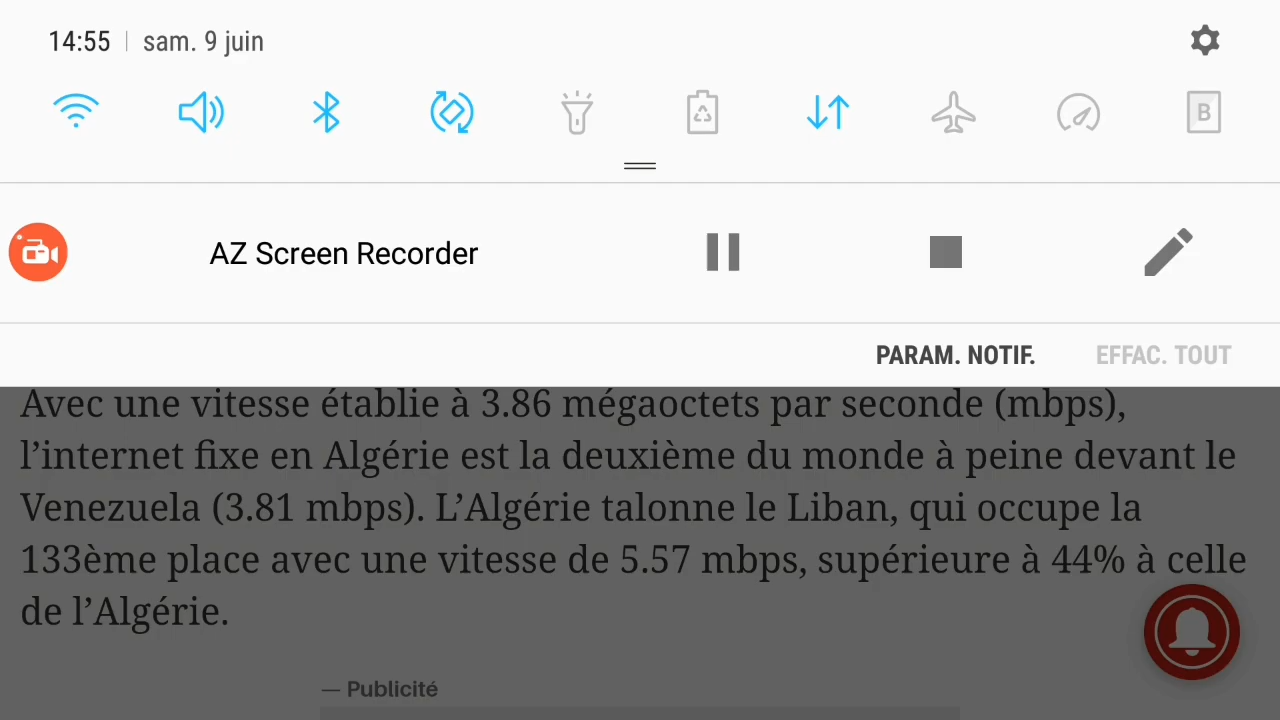 14:55 | sam. 9 juin
B
AZ Screen Recorder
PARAM. NOTIF. EFFAC. TOUT
Avec une vitesse établie à 3.86 mégaoctets par seconde (mbps),
l’internet fixe en Algérie est la deuxième du monde à peine devant le
Venezuela (3.81 mbps). L’Algérie talonne le Liban, qui occupe la
133ème place avec une vitesse de 5.57 mbps, supérieure à 44% à celle
de l’Algérie.
— Publicité